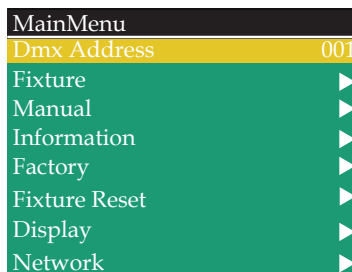 MainMenu
Dmx Address 001
Fixture
Manual
Information
Factory
Fixture Reset
Display
Network